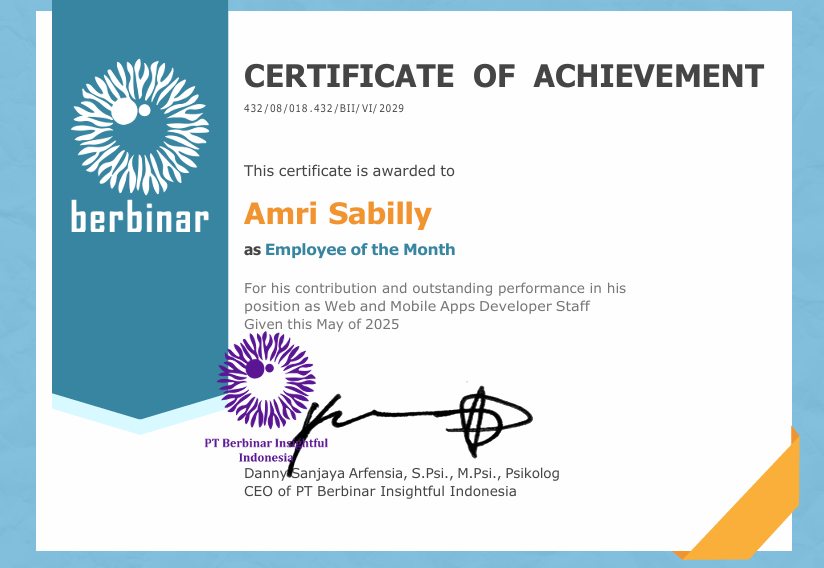 berbinar
CERTIFICATE OF ACHIEVEMENT
432/08/018.432/BII/VI/2029
This certificate is awarded to
Amri Sabilly
as Employee of the Month
For his contribution and outstanding performance in his
position as Web and Mobile Apps Developer Staff
Given this May of 2025
PT Berbinar Insightful
Indonesia
Danny Sanjaya Arfensia, S.Psi., M.Psi., Psikolog
CEO of PT Berbinar Insightful Indonesia